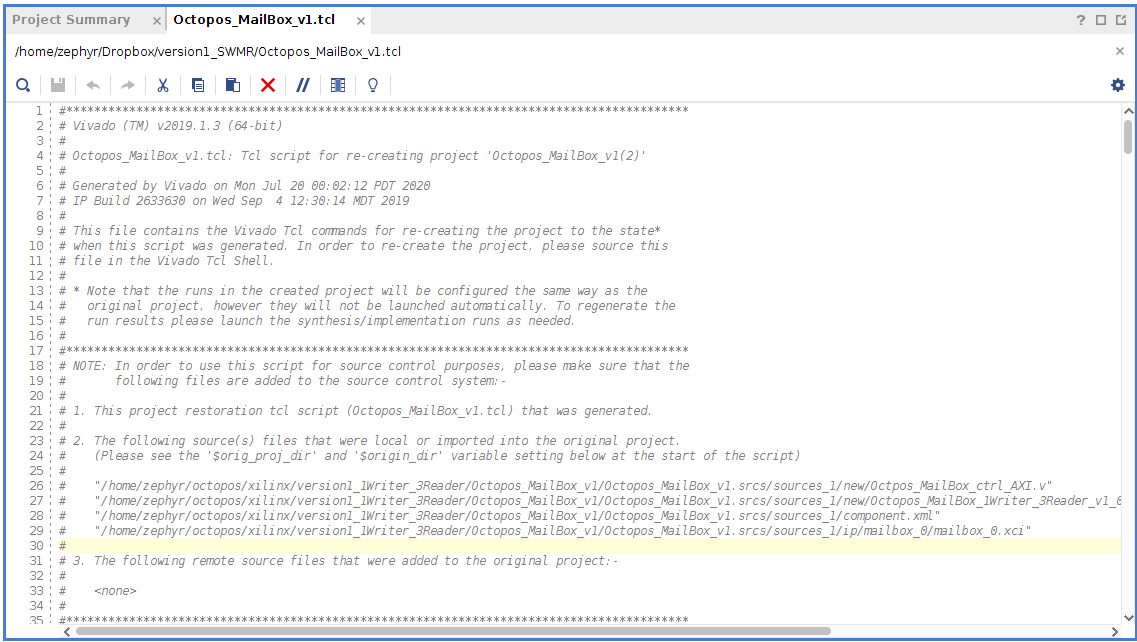 Project Summary × Octopos_MailBox_v1.tcl × ?
/home/zephyr/Dropbox/version1_SWMR/Octopos_MailBox_v1.tcl ×
1 #*****************************************************************************************
2 # Vivado (TM) v2019.1.3 (64-bit)
3 #
4 # Octopos_MailBox_v1.tcl: Tcl script for re-creating project 'Octopos_MailBox_v1(2)'
5 #
6 # Generated by Vivado on Mon Jul 20 00:02:12 PDT 2020
7 # IP Build 2633630 on Wed Sep  4 12:30:14 MDT 2019
8 #
9 # This file contains the Vivado Tcl commands for re-creating the project to the state*
10 # when this script was generated. In order to re-create the project, please source this
11 # file in the Vivado Tcl Shell.
12 #
13 # * Note that the runs in the created project will be configured the same way as the
14 #   original project, however they will not be launched automatically. To regenerate the
15 #   run results please launch the synthesis/implementation runs as needed.
16 #
17 #*****************************************************************************************
18 # NOTE: In order to use this script for source control purposes, please make sure that the
19 #       following files are added to the source control system:-
20 #
21 # 1. This project restoration tcl script (Octopos_MailBox_v1.tcl) that was generated.
22 #
23 # 2. The following source(s) files that were local or imported into the original project.
24 #    (Please see the '$orig_proj_dir' and '$origin_dir' variable setting below at the start of the script)
25 #
26 #    "/home/zephyr/octopos/xilinx/version1_1Writer_3Reader/Octopos_MailBox_v1/Octopos_MailBox_v1.srcs/sources_1/new/Octpos_MailBox_ctrl_AXI.v"
27 #    "/home/zephyr/octopos/xilinx/version1_1Writer_3Reader/Octopos_MailBox_v1/Octopos_MailBox_v1.srcs/sources_1/new/Octopos_MailBox_1Writer_3Reader_v1_0
28 #    "/home/zephyr/octopos/xilinx/version1_1Writer_3Reader/Octopos_MailBox_v1/Octopos_MailBox_v1.srcs/sources_1/component.xml"
29 #    "/home/zephyr/octopos/xilinx/version1_1Writer_3Reader/Octopos_MailBox_v1/Octopos_MailBox_v1.srcs/sources_1/ip/mailbox_0/mailbox_0.xci"
30 #
31 # 3. The following remote source files that were added to the original project:-
32 #
33 #    <none>
34 #
35 #*****************************************************************************************